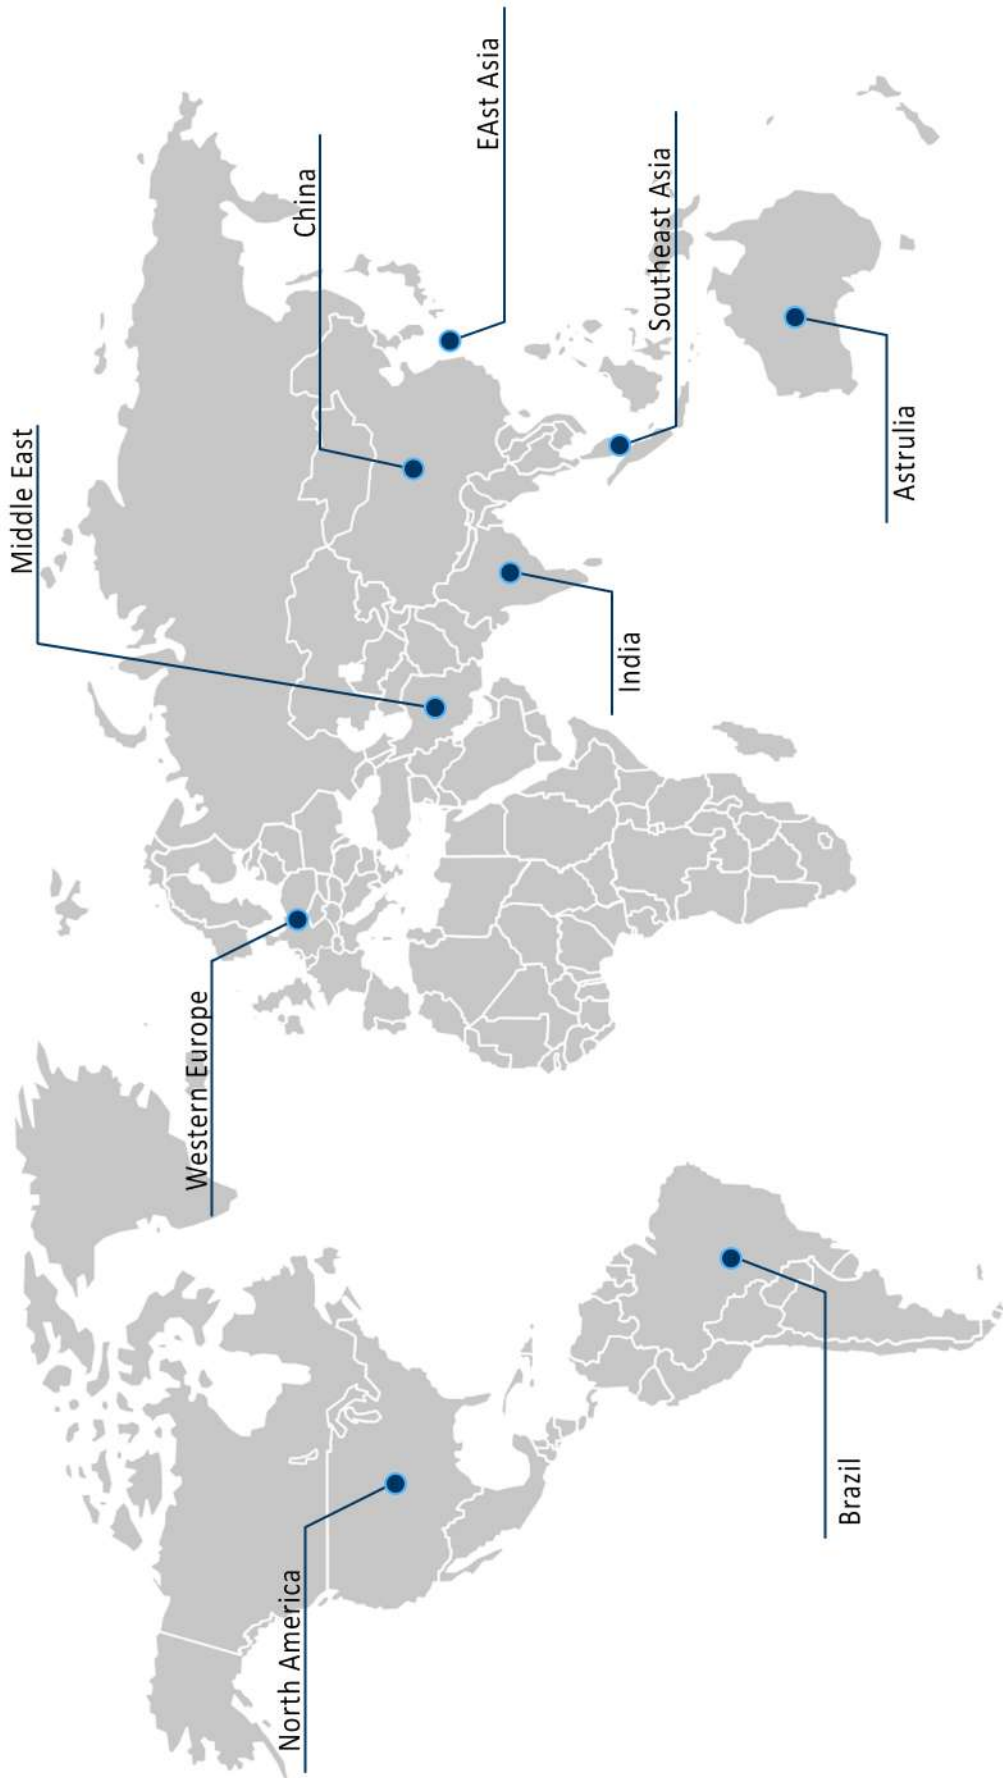 Middle East
China
EAst Asia
Western Europe
North America
Southeast Asia
India
Brazil
Astrulia